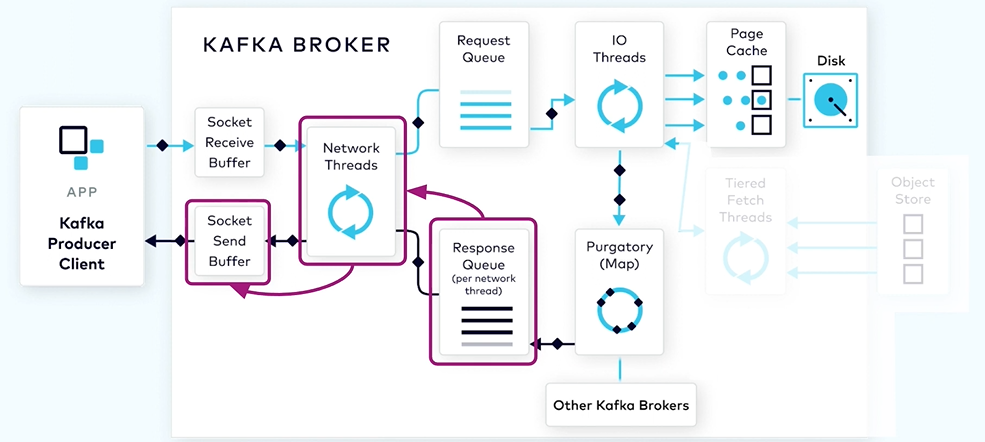 KAFKA BROKER
APP
Kafka
Producer
Client
Socket
Receive
Buffer
Socket
Send
Buffer
Network
Threads
Request
Queue
Response
Queue
(per network
thread)
IO
Threads
Purgatory
(Map)
Other Kafka Brokers
Page
Cache
Disk
Tiered
Fetch
Threads
Object
Store